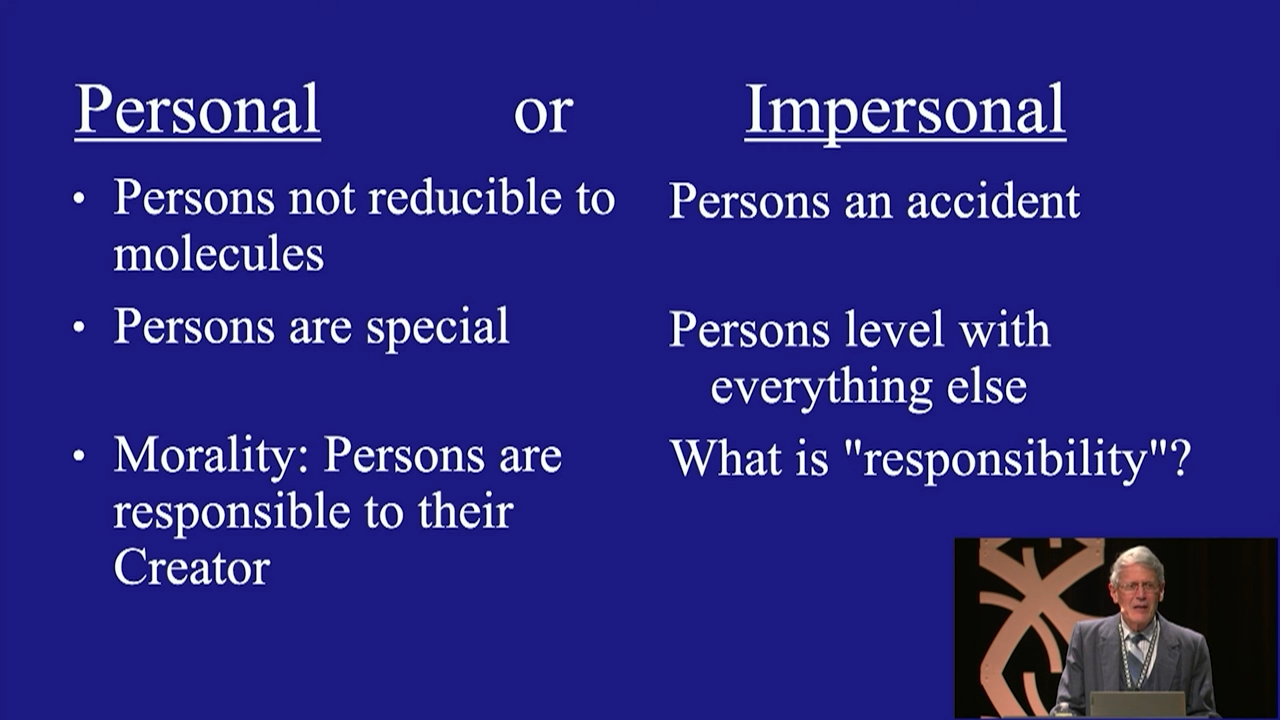 Personal or Impersonal
• Persons not reducible to
molecules
Persons an accident
• Persons are special
Persons level with
everything else
• Morality: Persons are
responsible to their
Creator
What is "responsibility"?